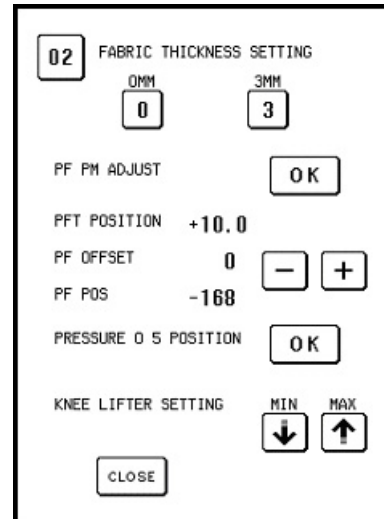 02 FABRIC THICKNESS SETTING
0MM 3MM
0 3
PF PM ADJUST OK
PFT POSITION +10.0
PF OFFSET 0 - +
PF POS -168
PRESSURE 0 5 POSITION OK
KNEE LIFTER SETTING MIN MAX
CLOSE